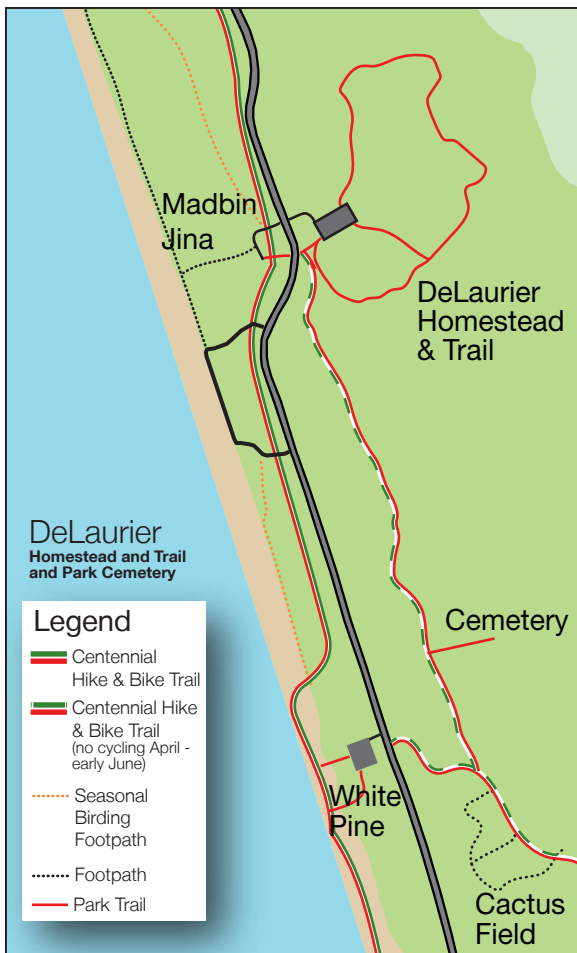 Madbin
Jina
DeLaurier
Homestead
& Trail
DeLaurier
Homestead and Trail
and Park Cemetery
Cemetery
Legend
Centennial
Hike & Bike Trail
Centennial Hike
& Bike Trail
(no cycling April -
early June)
Seasonal
Birding
Footpath
Footpath
Park Trail
White
Pine
Cactus
Field